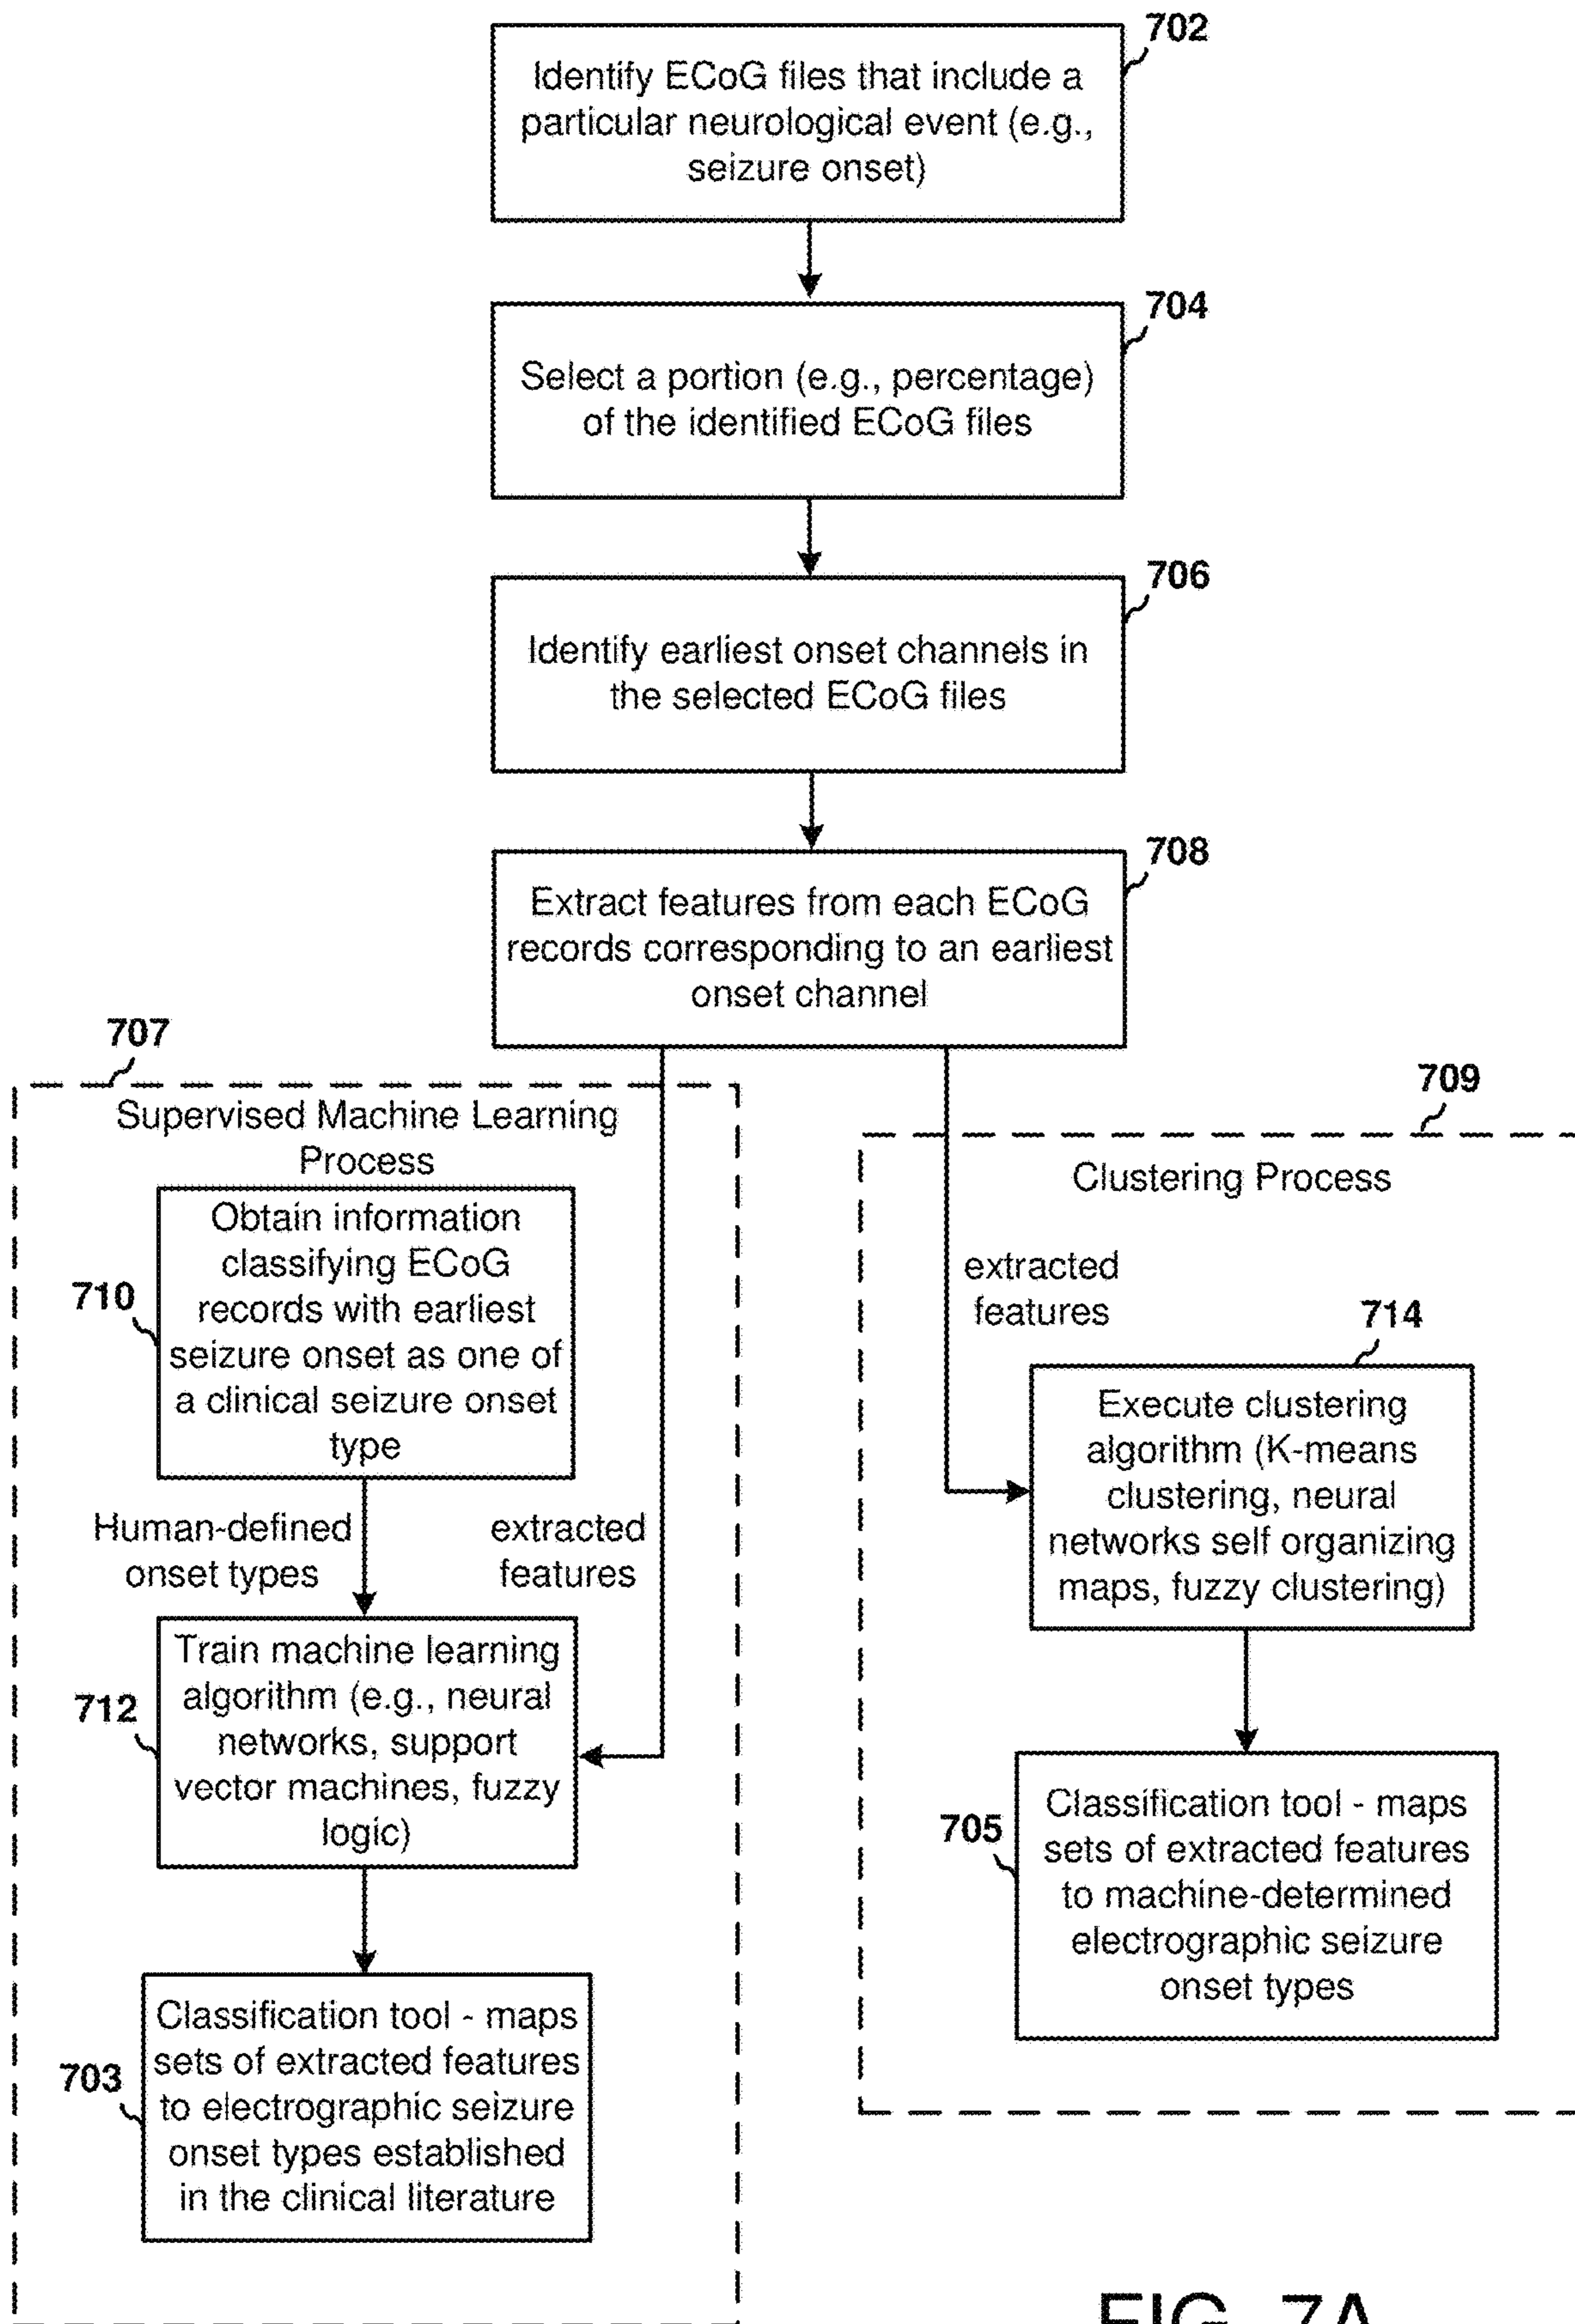 702
Identify ECoG files that include a
particular neurological event (e.g.,
seizure onset)
704
Select a portion (e.g., percentage)
of the identified ECoG files
706
Identify earliest onset channels in
the selected ECoG files
708
Extract features from each ECoG
records corresponding to an earliest
onset channel
707
Supervised Machine Learning
Process
710
Obtain information
classifying ECoG
records with earliest
seizure onset as one of
a clinical seizure onset
type
Human-defined
onset types
extracted
features
712
Train machine learning
algorithm (e.g., neural
networks, support
vector machines, fuzzy
logic)
703
Classification tool - maps
sets of extracted features
to electrographic seizure
onset types established
in the clinical literature
709
Clustering Process
extracted
features
714
Execute clustering
algorithm (K-means
clustering, neural
networks self organizing
maps, fuzzy clustering)
705
Classification tool - maps
sets of extracted features
to machine-determined
electrographic seizure
onset types
FIG. 7A